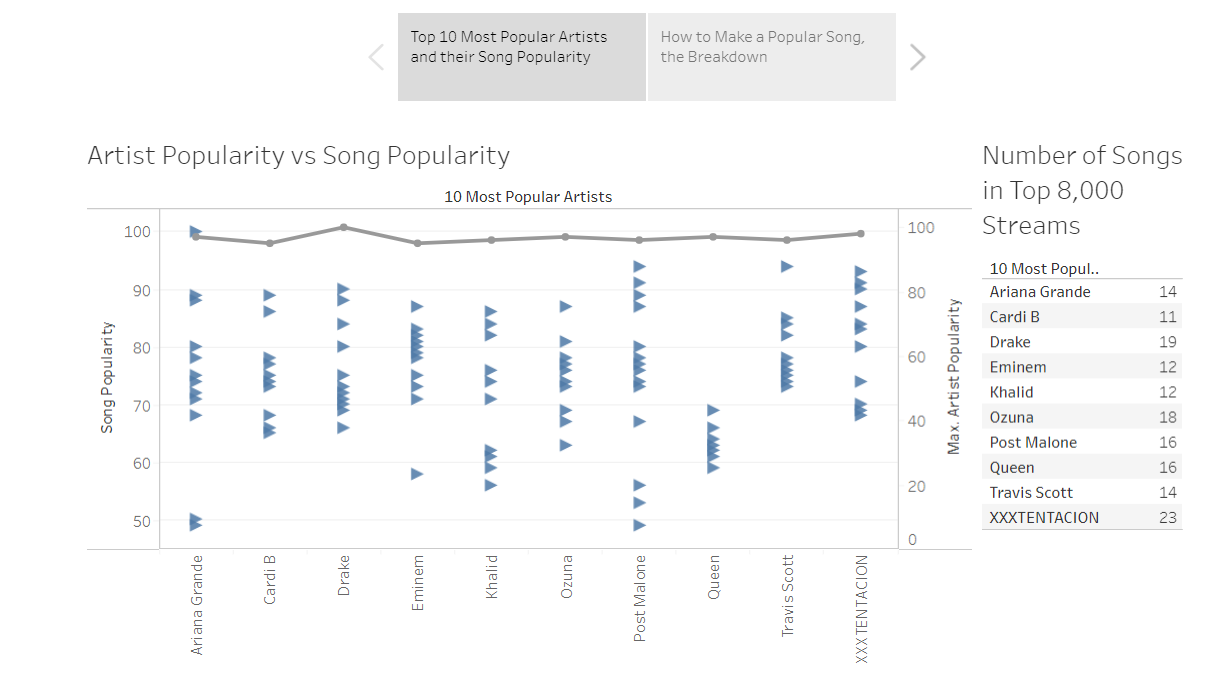 Top 10 Most Popular Artists
and their Song Popularity
How to Make a Popular Song,
the Breakdown
Artist Popularity vs Song Popularity
10 Most Popular Artists
Song Popularity
100
90
80
70
60
50
100
80
60
40
20
0
Max. Artist Popularity
Ariana Grande
Cardi B
Drake
Eminem
Khalid
Ozuna
Post Malone
Queen
Travis Scott
XXXTENTACION
Number of Songs
in Top 8,000
Streams
10 Most Popul..
Ariana Grande 14
Cardi B 11
Drake 19
Eminem 12
Khalid 12
Ozuna 18
Post Malone 16
Queen 16
Travis Scott 14
XXXTENTACION 23